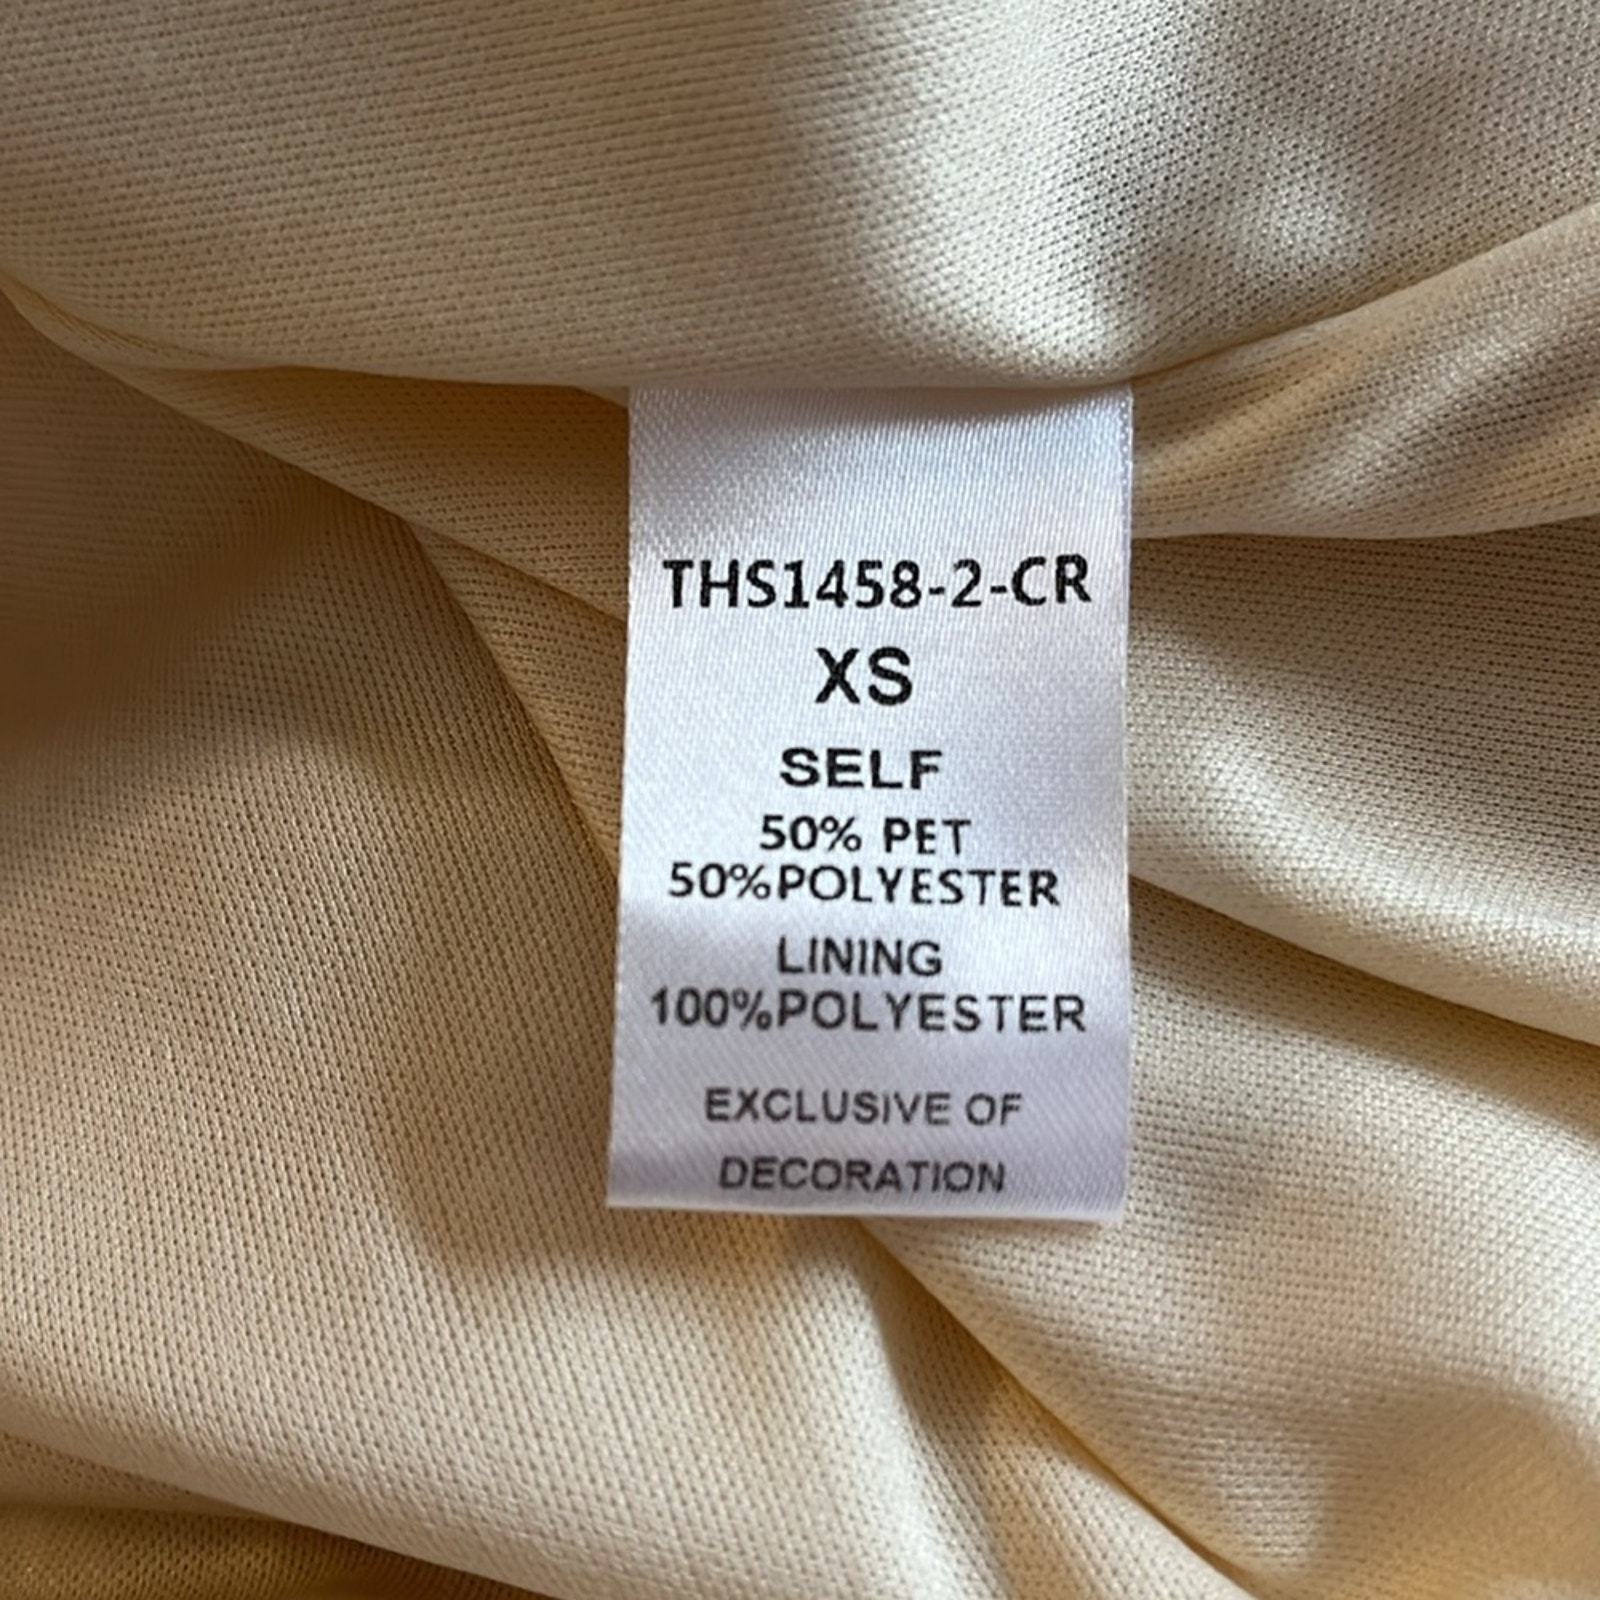 THS1458-2-CR
XS
SELF
50% PET
50%POLYESTER
LINING
100%POLYESTER
EXCLUSIVE OF
DECORATION